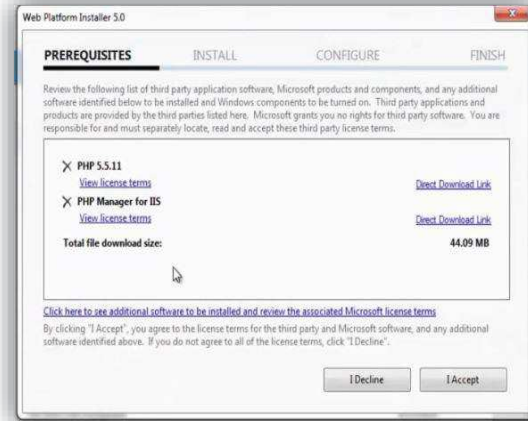 Web Platform Installer 5.0
PREREQUISITES INSTALL CONFIGURE FINISH
Review the following list of third party application software, Microsoft products and components, and any additional
software identified below to be installed and Windows components to be turned on. Third party applications and
products are provided by the third parties listed here. Microsoft grants you no rights for third party software. You are
responsible for and must separately locate, read and accept these third party license terms.
PHP 5.5.11
View license terms Direct Download Link
PHP Manager for IIS
View license terms Direct Download Link
Total file download size: 44.09 MB
Click here to see additional software to be installed and review the associated Microsoft license terms
By clicking "I Accept", you agree to the license terms for the third party and Microsoft software, and any additional
software identified above. If you do not agree to all of the license terms, click "I Decline".
I Decline I Accept